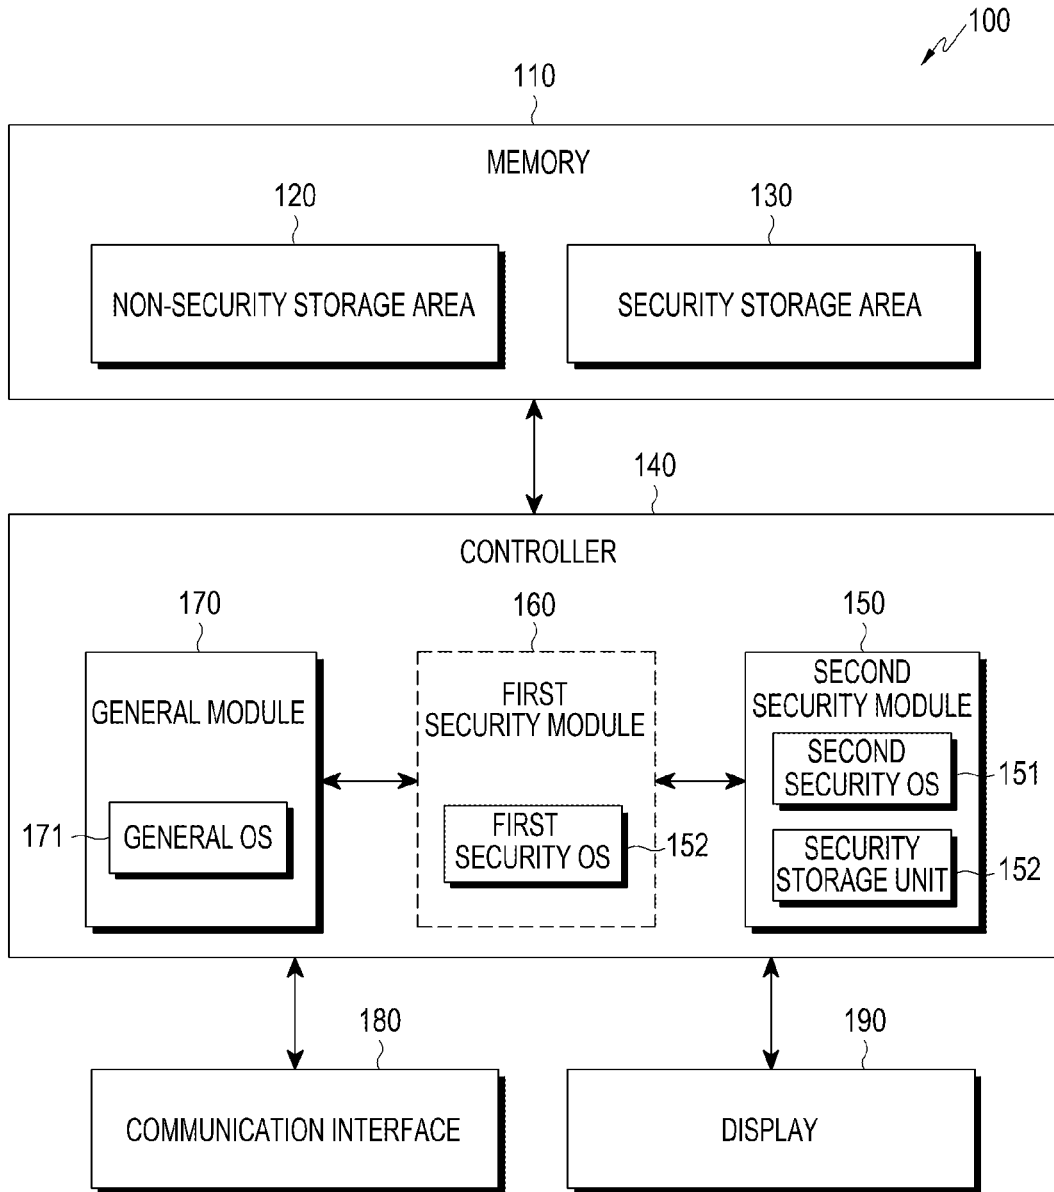 100
110
MEMORY
120
130
NON-SECURITY STORAGE AREA
SECURITY STORAGE AREA
140
CONTROLLER
170
160
150
GENERAL MODULE
FIRST
SECURITY MODULE
SECOND
SECURITY MODULE
SECOND
SECURITY OS
151
171
GENERAL OS
FIRST
SECURITY OS
152
SECURITY
STORAGE UNIT
152
180
190
COMMUNICATION INTERFACE
DISPLAY